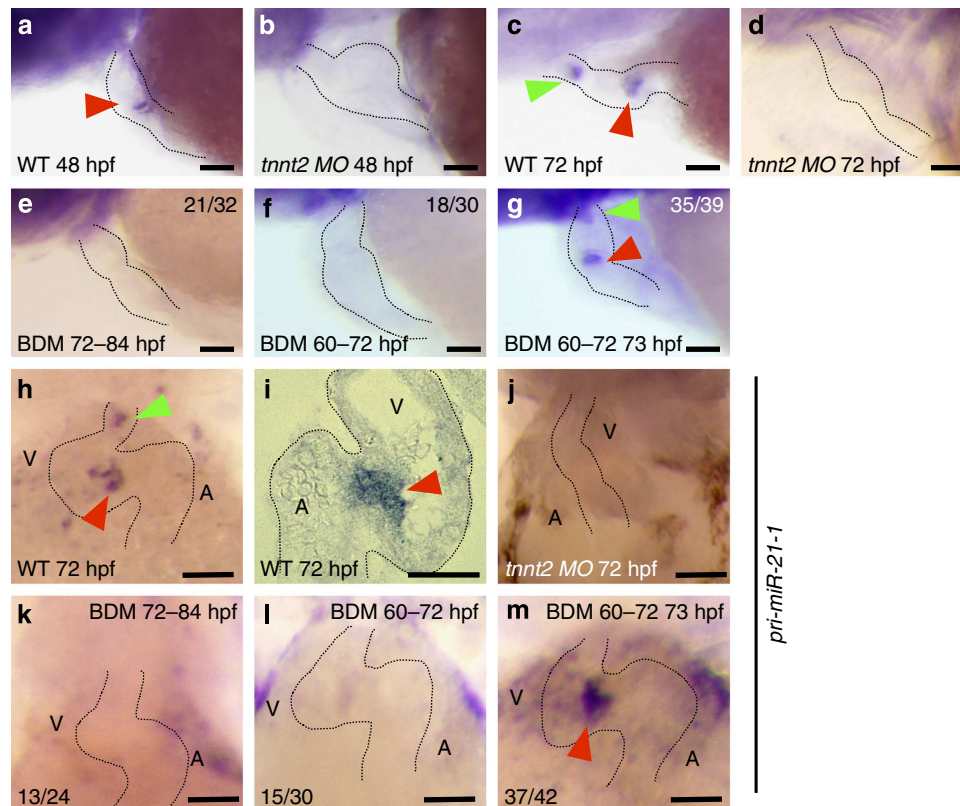 a
WT 48 hpf
b
tnnt2 MO 48 hpf
c
WT 72 hpf
d
tnnt2 MO 72 hpf
e
21/32
BDM 72–84 hpf
f
18/30
BDM 60–72 hpf
g
35/39
BDM 60–72 73 hpf
h
V
A
WT 72 hpf
i
V
A
WT 72 hpf
j
V
A
tnnt2 MO 72 hpf
pri-miR-21-1
k
BDM 72–84 hpf
V
A
13/24
l
BDM 60–72 hpf
V
A
15/30
m
BDM 60–72 73 hpf
V
A
37/42